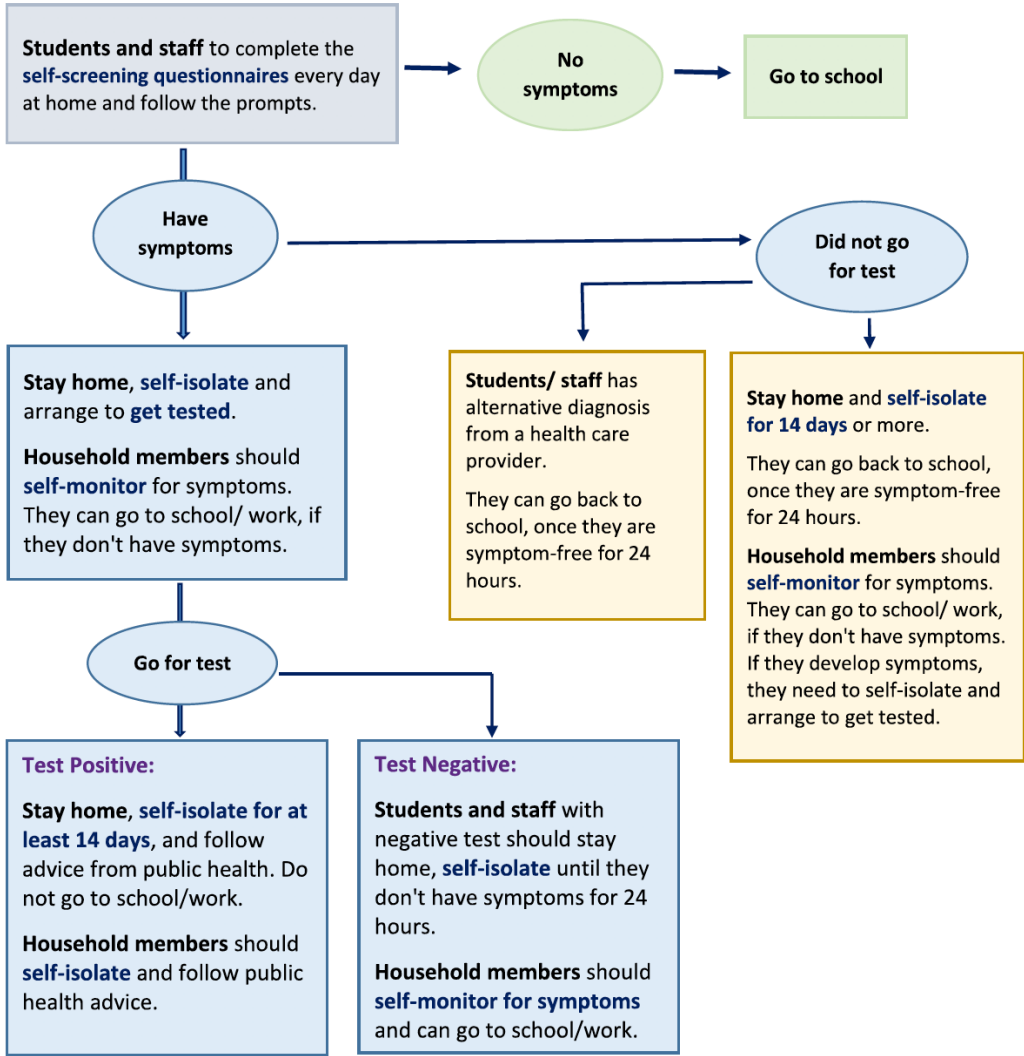 Students and staff to complete the
self-screening questionnaires every day
at home and follow the prompts.
No
symptoms
Go to school
Have
symptoms
Did not go
for test
Stay home, self-isolate and
arrange to get tested.
Household members should
self-monitor for symptoms.
They can go to school/ work, if
they don't have symptoms.
Students/ staff has
alternative diagnosis
from a health care
provider.
They can go back to
school, once they are
symptom-free for 24
hours.
Stay home and self-isolate
for 14 days or more.
They can go back to school,
once they are symptom-free
for 24 hours.
Household members should
self-monitor for symptoms.
They can go to school/ work,
if they don't have symptoms.
If they develop symptoms,
they need to self-isolate and
arrange to get tested.
Go for test
Test Positive:
Stay home, self-isolate for at
least 14 days, and follow
advice from public health. Do
not go to school/work.
Household members should
self-isolate and follow public
health advice.
Test Negative:
Students and staff with
negative test should stay
home, self-isolate until they
don't have symptoms for 24
hours.
Household members should
self-monitor for symptoms
and can go to school/work.